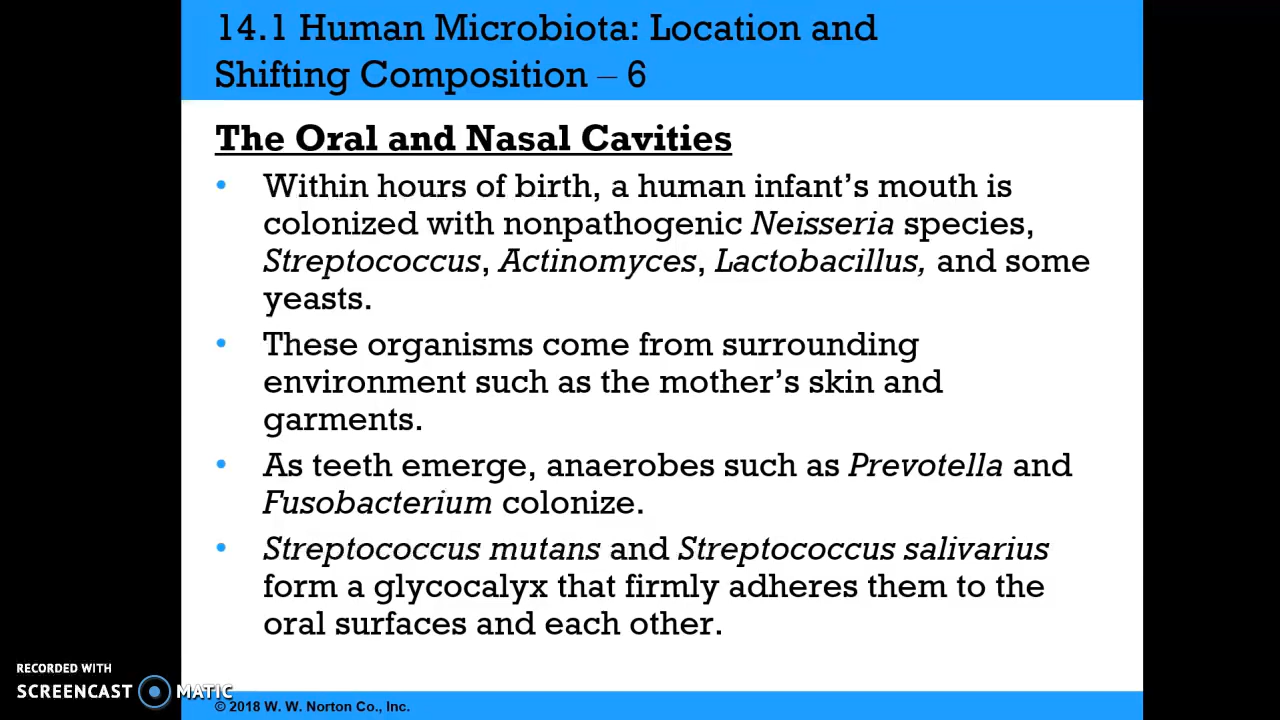 14.1 Human Microbiota: Location and
Shifting Composition – 6
The Oral and Nasal Cavities
• Within hours of birth, a human infant's mouth is
colonized with nonpathogenic Neisseria species,
Streptococcus, Actinomyces, Lactobacillus, and some
yeasts.
• These organisms come from surrounding
environment such as the mother's skin and
garments.
• As teeth emerge, anaerobes such as Prevotella and
Fusobacterium colonize.
• Streptococcus mutans and Streptococcus salivarius
form a glycocalyx that firmly adheres them to the
oral surfaces and each other.
RECORDED WITH
SCREENCAST MATIC
© 2018 W. W. Norton Co., Inc.